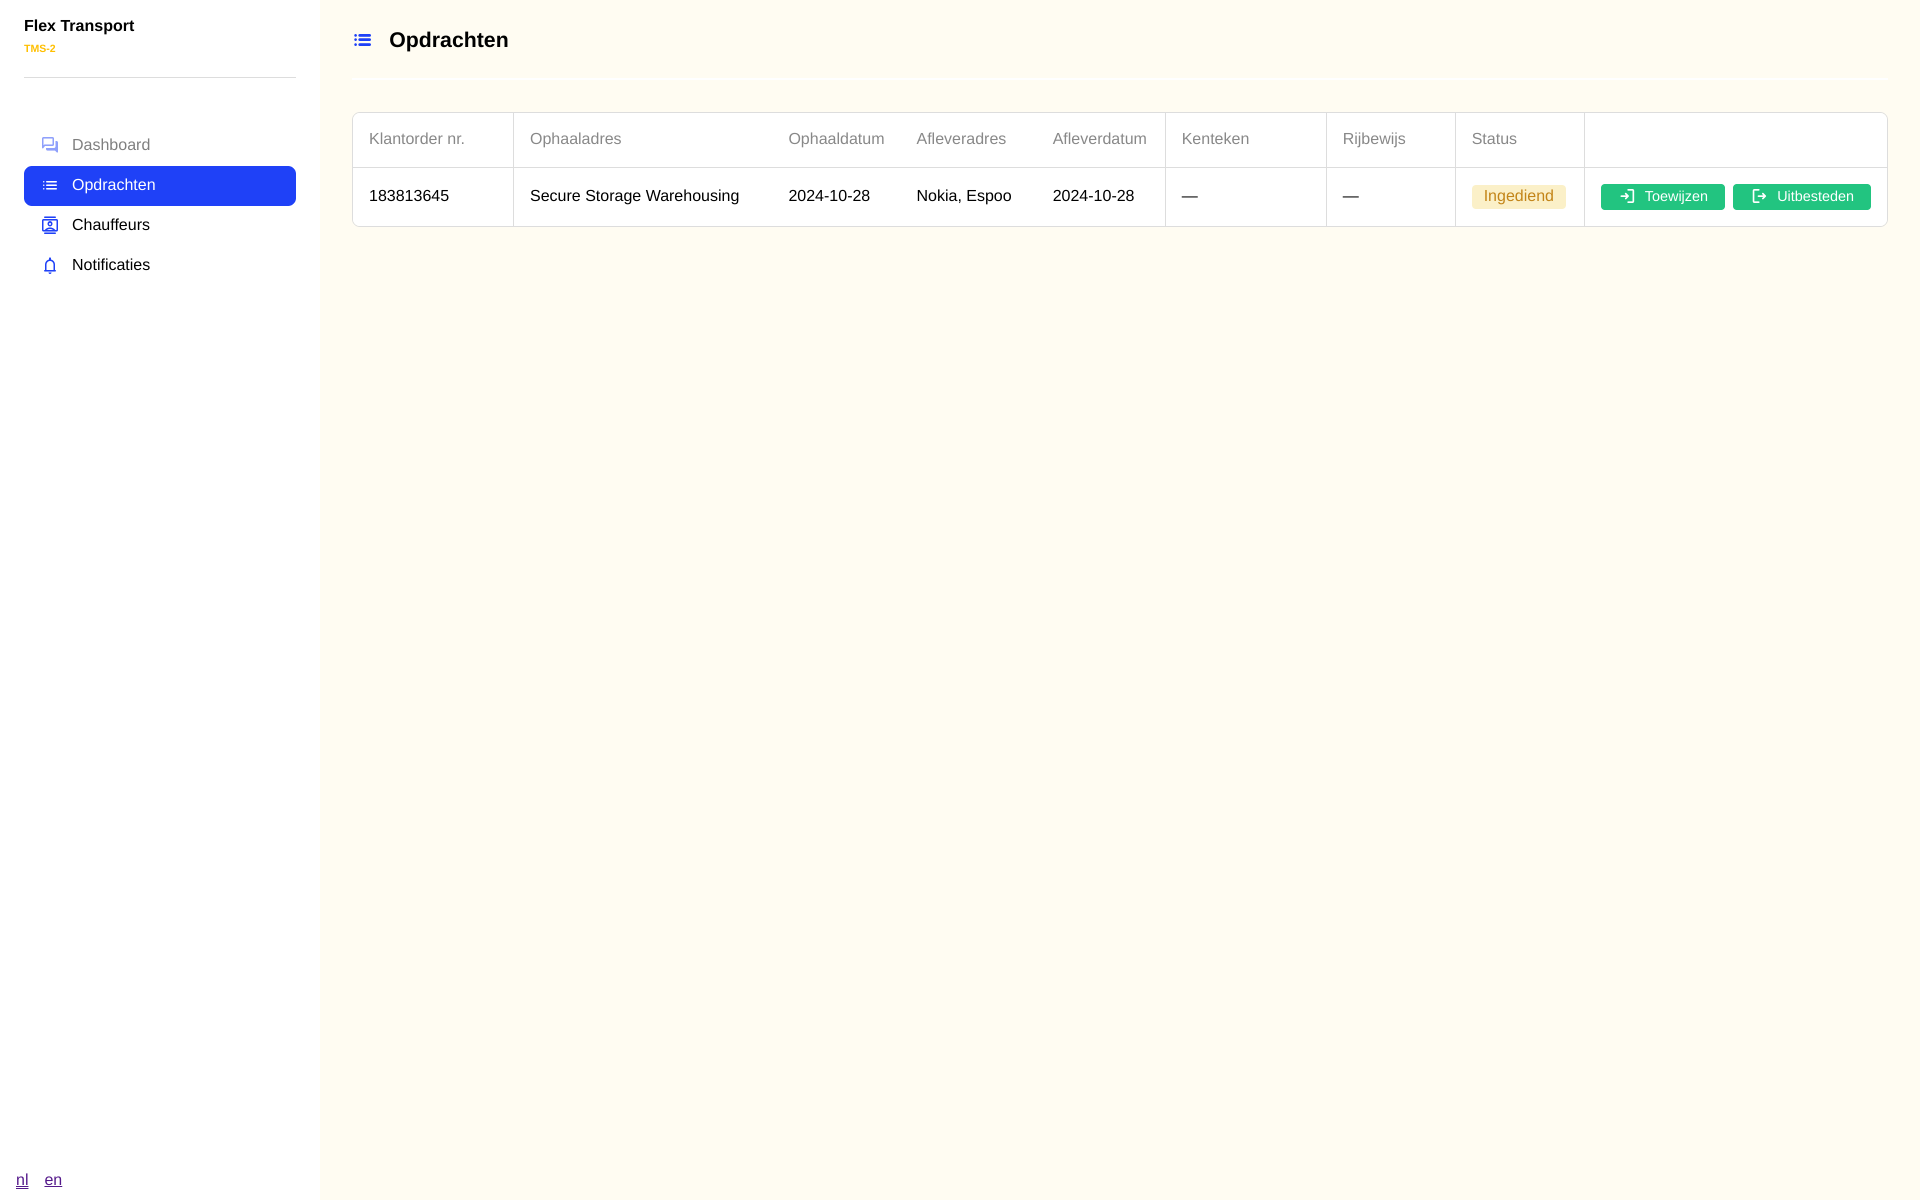 Flex Transport
TMS-2
Dashboard
Opdrachten
Chauffeurs
Notificaties
nl en
Opdrachten
Klantorder nr. Ophaaladres Ophaaldatum Afleveradres Afleverdatum Kenteken Rijbewijs Status
183813645 Secure Storage Warehousing 2024-10-28 Nokia, Espoo 2024-10-28 — — Ingediend Toewijzen Uitbesteden